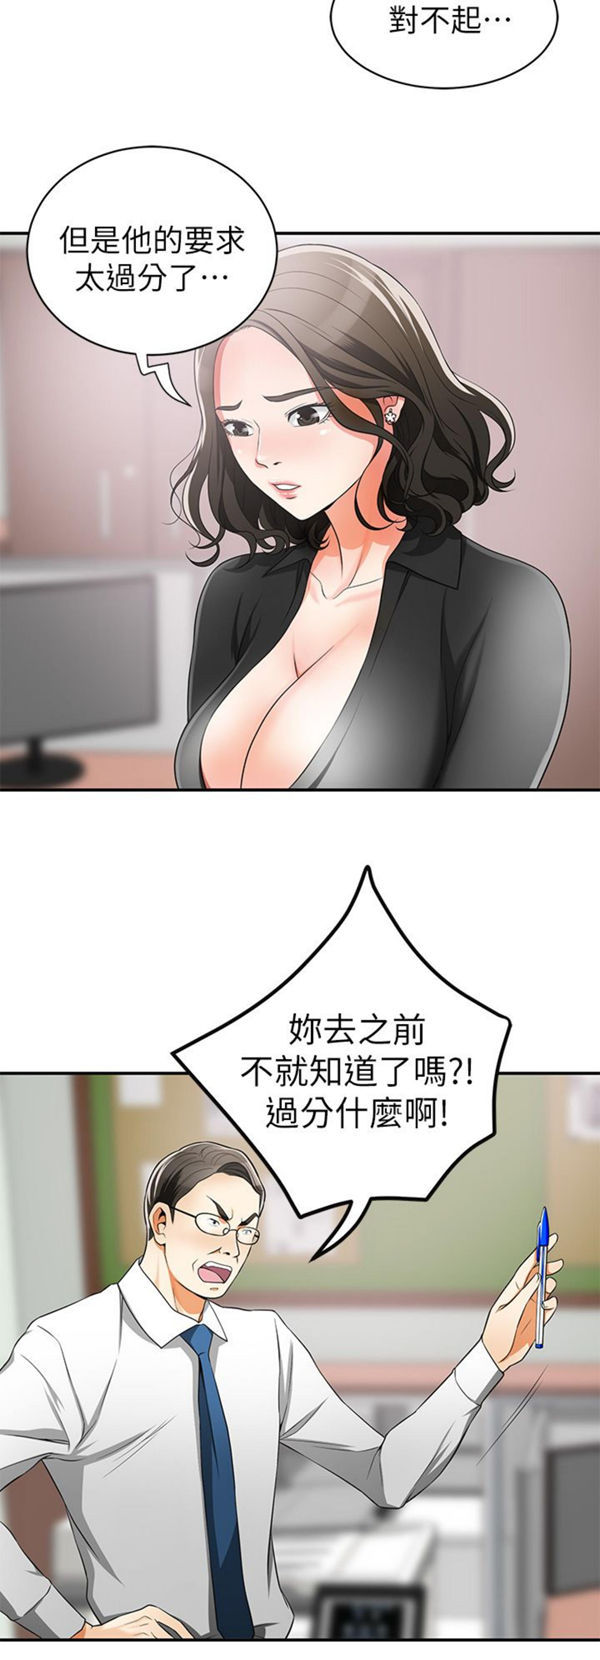 對不起⋯
但是他的要求
太過分了⋯
妳去之前
不就知道了嗎?!
過分什麼啊!